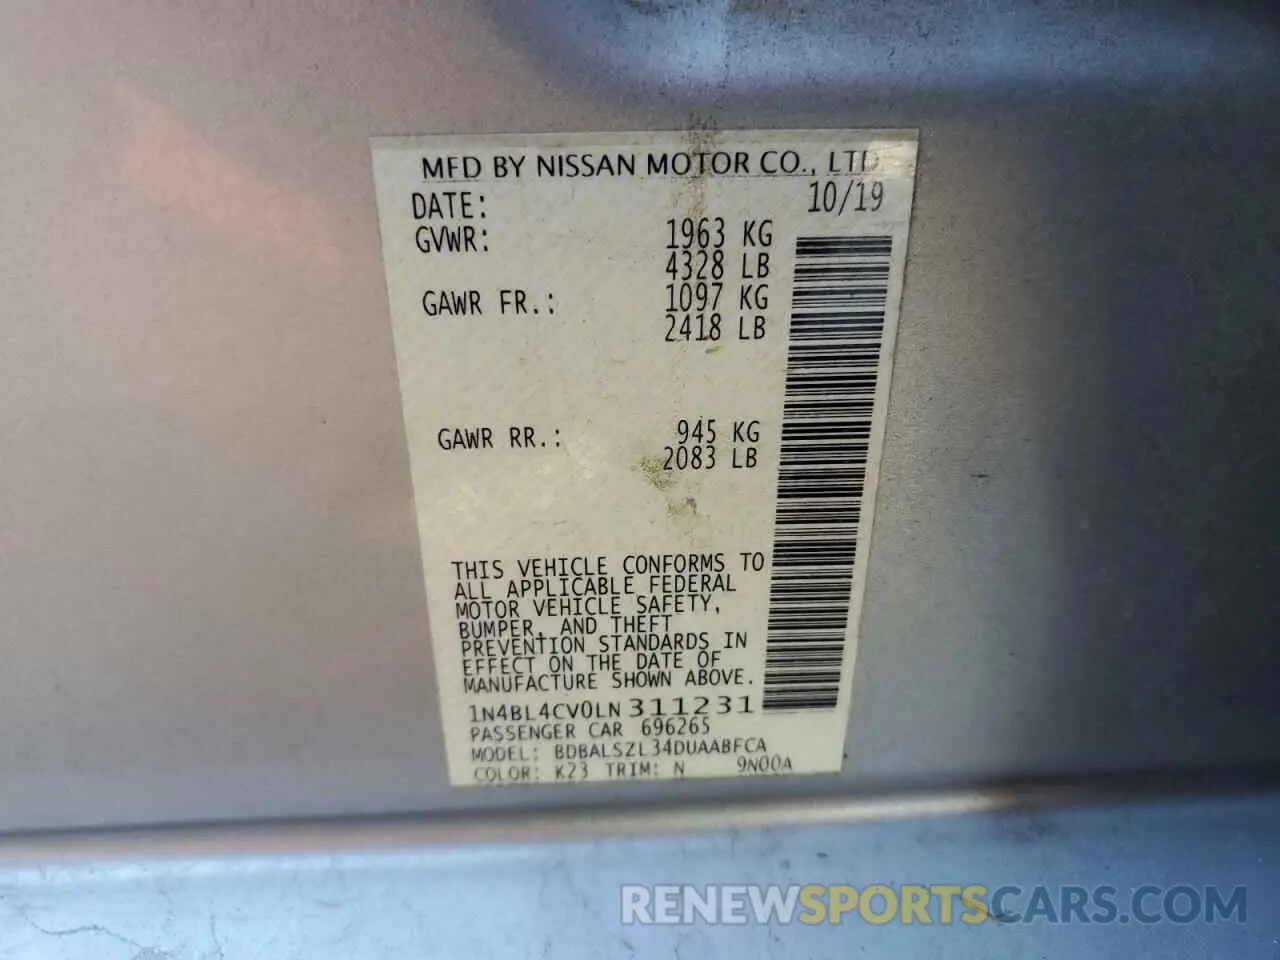 MFD BY NISSAN MOTOR CO., LTD
DATE: 10/19
GVWR: 1963 KG
4328 LB
GAWR FR.: 1097 KG
2418 LB
GAWR RR.: 945 KG
2083 LB
THIS VEHICLE CONFORMS TO
ALL APPLICABLE FEDERAL
MOTOR VEHICLE SAFETY,
BUMPER, AND THEFT
PREVENTION STANDARDS IN
EFFECT ON THE DATE OF
MANUFACTURE SHOWN ABOVE.
1N4BL4CV0LN311231
PASSENGER CAR 696265
MODEL: BDBALSZL34DUAABFCA
COLOR: K23 TRIM: N 9N00A
RENEWSPORTSCARS.COM